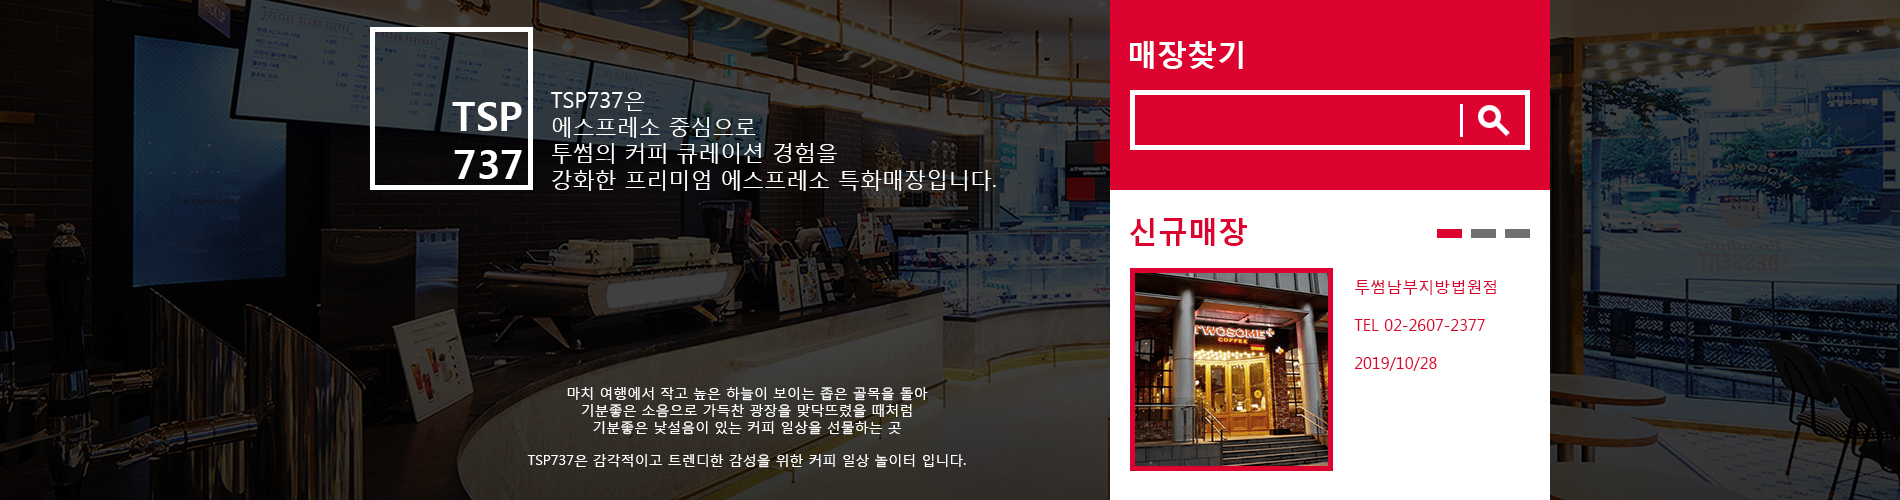 TSP
737
TSP737은
에스프레소 중심으로
투썸의 커피 큐레이션 경험을
강화한 프리미엄 에스프레소 특화매장입니다.
마치 여행에서 작고 높은 하늘이 보이는 좁은 골목을 돌아
기분좋은 소음으로 가득찬 광장을 맞닥뜨렸을 때처럼
기분좋은 낯설음이 있는 커피 일상을 선물하는 곳
TSP737은 감각적이고 트렌디한 감성을 위한 커피 일상 놀이터 입니다.
매장찾기
신규매장
TWOSOME
COFFEE
투썸남부지방법원점
TEL 02-2607-2377
2019/10/28